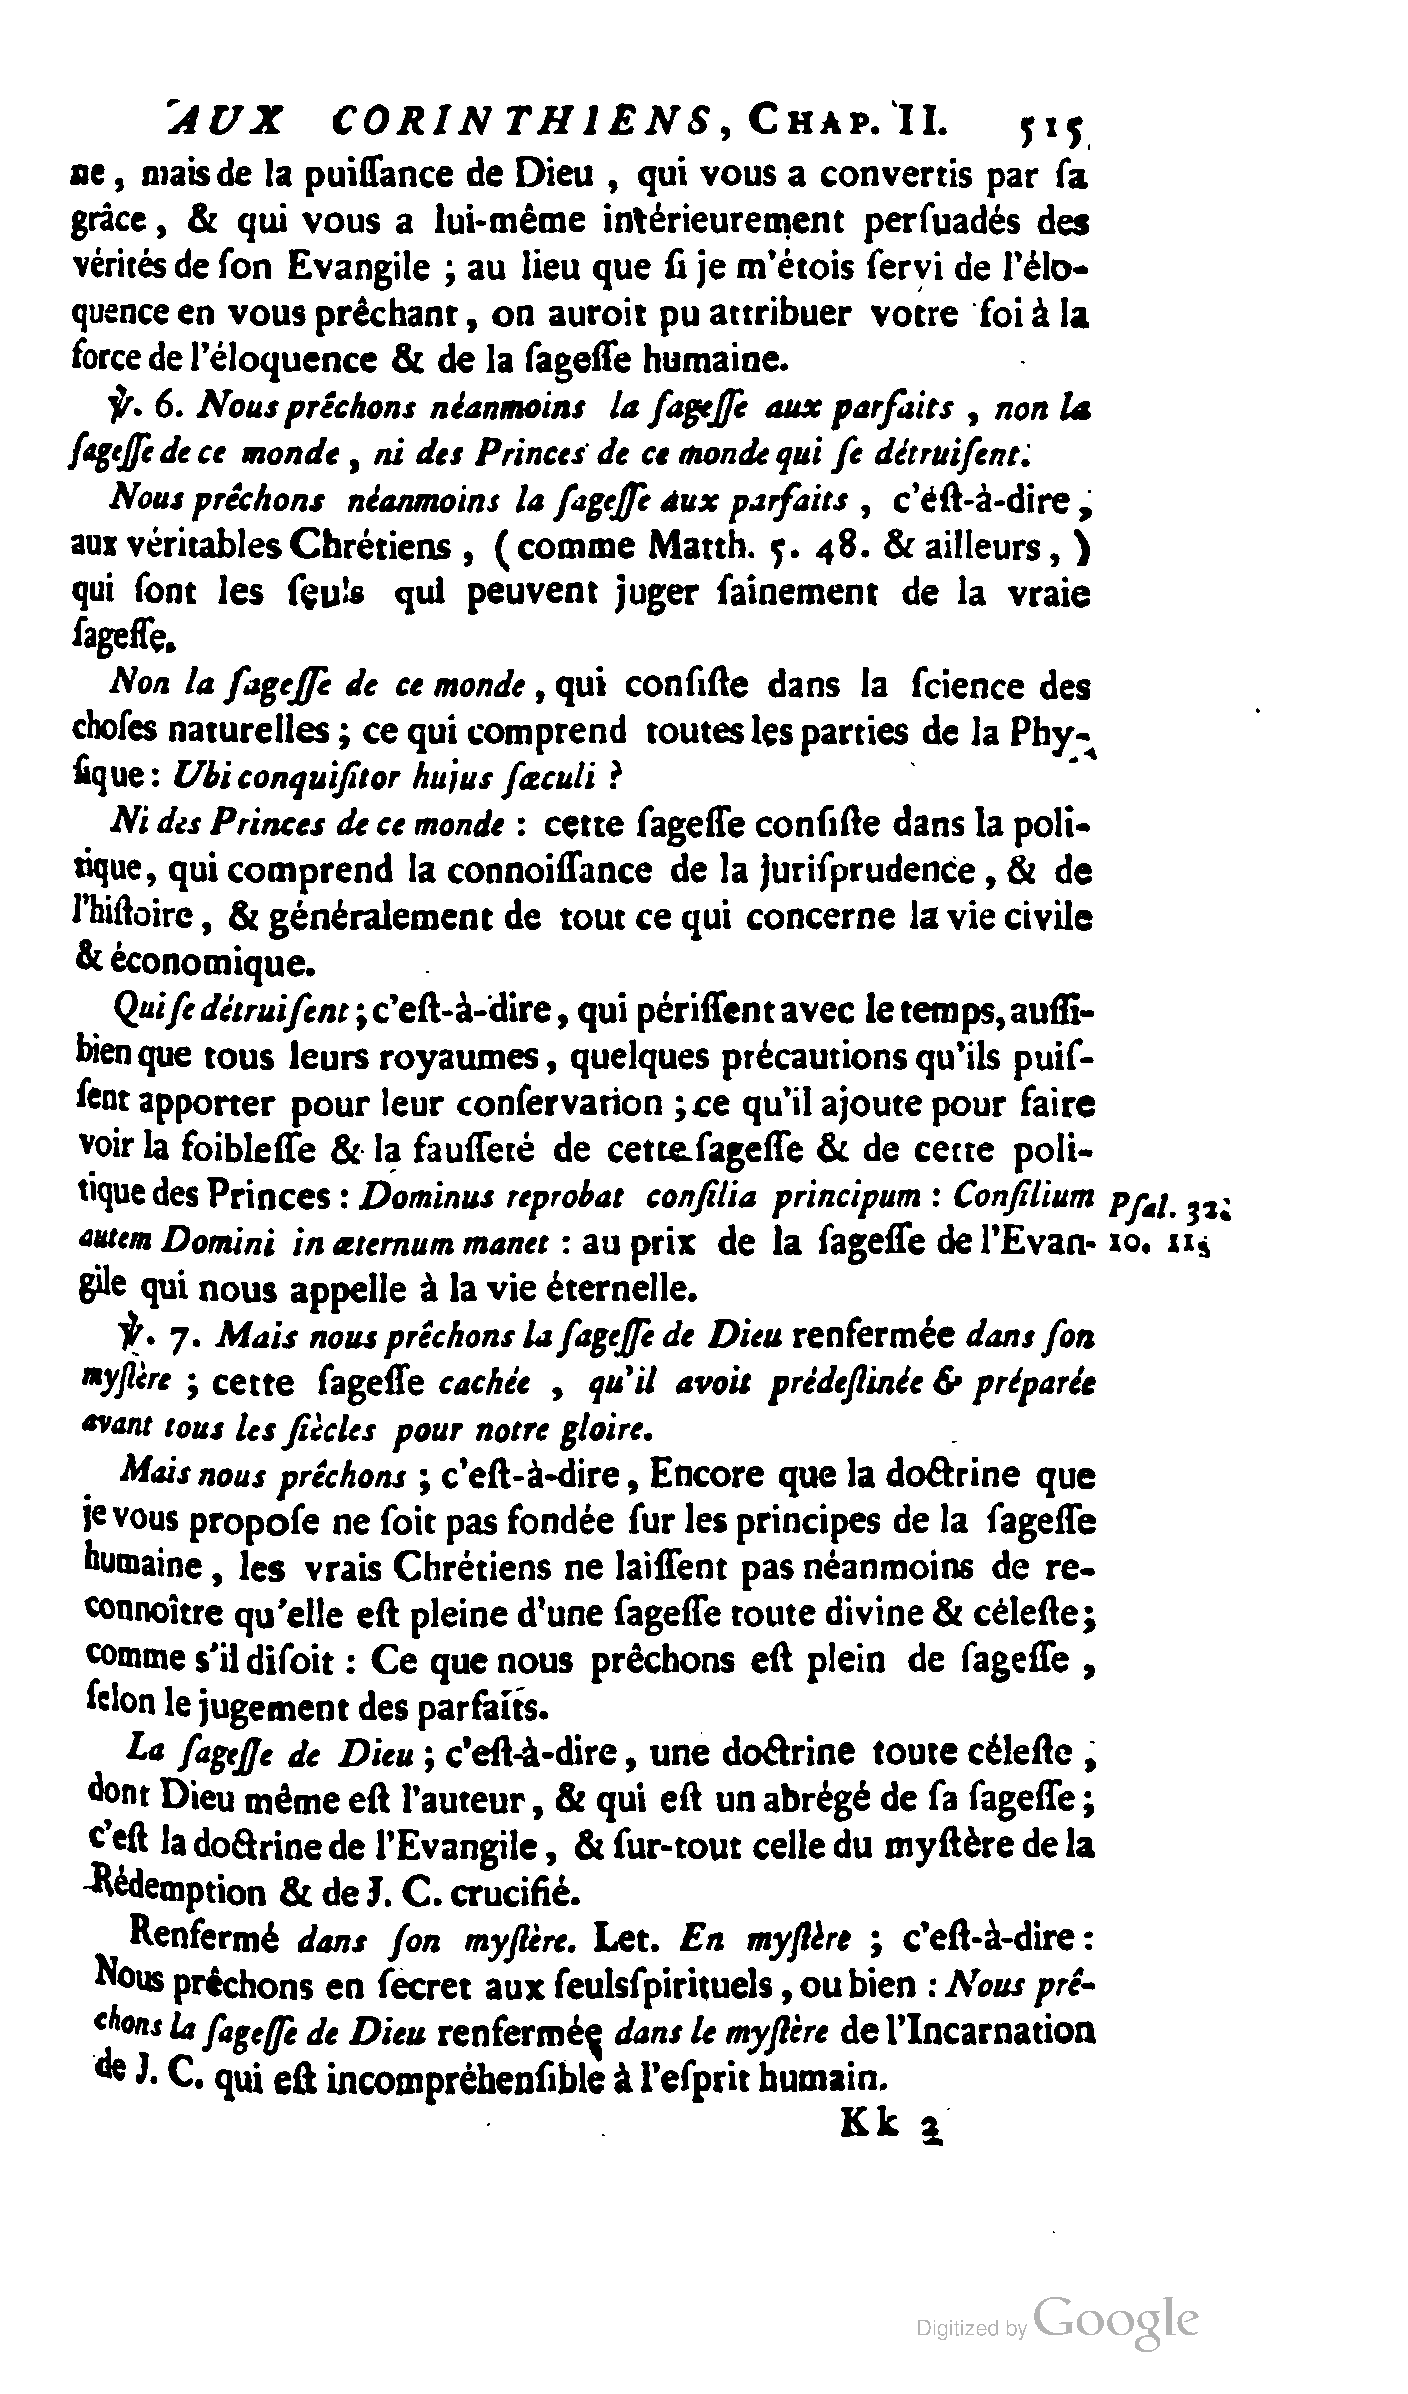 AUX CORINTHIENS, CHAP. II. 515
ne, mais de la puiſſance de Dieu, qui vous a convertis par ſa
grâce, & qui vous a lui-même intérieurement perſuadés des
vérités de ſon Evangile ; au lieu que ſi je m'étois ſervi de l'élo-
quence en vous prêchant, on auroit pu attribuer votre foi à la
force de l'éloquence & de la ſageſſe humaine.
℣. 6. Nous prêchons néanmoins la ſageſſe aux parfaits, non la
ſageſſe de ce monde, ni des Princes de ce monde qui ſe détruiſent.
Nous prêchons néanmoins la ſageſſe aux parfaits, c'éſt-à-dire,
aux véritables Chrétiens, (comme Matth. 5. 48. & ailleurs,)
qui ſont les ſeuls qui peuvent juger ſainement de la vraie
ſageſſe.
Non la ſageſſe de ce monde, qui conſiſte dans la ſcience des
choſes naturelles ; ce qui comprend toutes les parties de la Phy-
ſique : Ubi conquiſitor hujus ſæculi ?
Ni des Princes de ce monde : cette ſageſſe conſiſte dans la poli-
tique, qui comprend la connoiſſance de la juriſprudence, & de
l'hiſtoire, & généralement de tout ce qui concerne la vie civile
& économique.
Qui ſe détruiſent ; c'eſt-à-dire, qui périſſent avec le temps, auſſi-
bien que tous leurs royaumes, quelques précautions qu'ils puiſ-
ſent apporter pour leur conſervation ; ce qu'il ajoute pour faire
voir la foibleſſe & la fauſſeté de cette ſageſſe & de cette poli-
tique des Princes : Dominus reprobat conſilia principum : Conſilium Pſal. 32.
autem Domini in æternum manet : au prix de la ſageſſe de l'Evan- 10. 11.
gile qui nous appelle à la vie éternelle.
℣. 7. Mais nous prêchons la ſageſſe de Dieu renfermée dans ſon
myſtère ; cette ſageſſe cachée, qu'il avoit prédeſtinée & préparée
avant tous les ſiècles pour notre gloire.
Mais nous prêchons ; c'eſt-à-dire, Encore que la doctrine que
je vous propoſe ne ſoit pas fondée ſur les principes de la ſageſſe
humaine, les vrais Chrétiens ne laiſſent pas néanmoins de re-
connoître qu'elle eſt pleine d'une ſageſſe toute divine & céleſte ;
comme s'il diſoit : Ce que nous prêchons eſt plein de ſageſſe,
ſelon le jugement des parfaits.
La ſageſſe de Dieu ; c'eſt-à-dire, une doctrine toute céleſte,
dont Dieu même eſt l'auteur, & qui eſt un abrégé de ſa ſageſſe ;
c'eſt la doctrine de l'Evangile, & ſur-tout celle du myſtère de la
Rédemption & de J. C. crucifié.
Renfermé dans ſon myſtère. Let. En myſtère ; c'eſt-à-dire :
Nous prêchons en ſecret aux ſeulsſpirituels, ou bien : Nous prê-
chons la ſageſſe de Dieu renfermée dans le myſtère de l'Incarnation
de J. C. qui eſt incompréhenſible à l'eſprit humain.
Kk 2
Digitized by Google